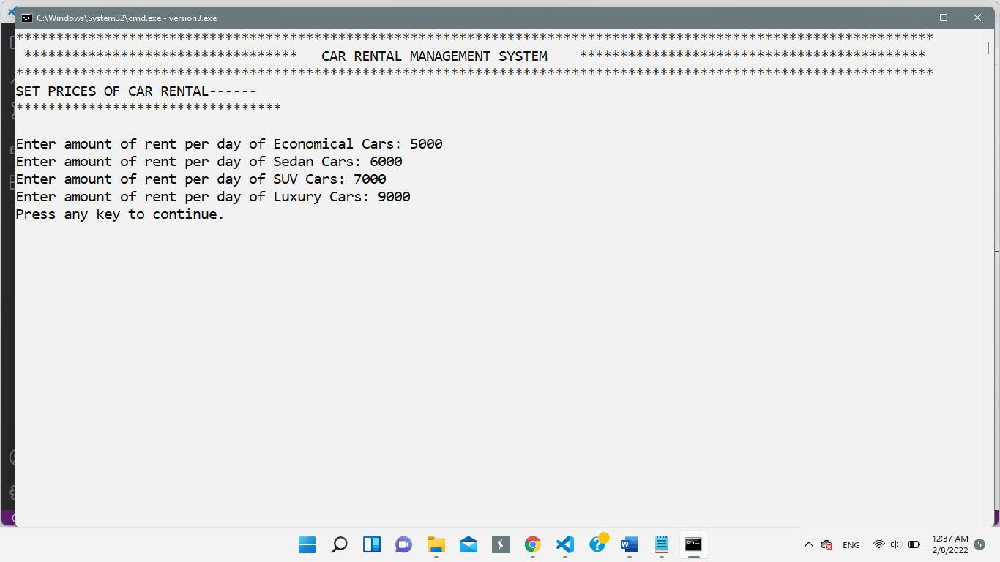 C:\Windows\System32\cmd.exe - version3.exe
******************************************************************************************************************
********************************** CAR RENTAL MANAGEMENT SYSTEM *******************************************
******************************************************************************************************************
SET PRICES OF CAR RENTAL------
*********************************
Enter amount of rent per day of Economical Cars: 5000
Enter amount of rent per day of Sedan Cars: 6000
Enter amount of rent per day of SUV Cars: 7000
Enter amount of rent per day of Luxury Cars: 9000
Press any key to continue.
ENG
12:37 AM
2/8/2022
5